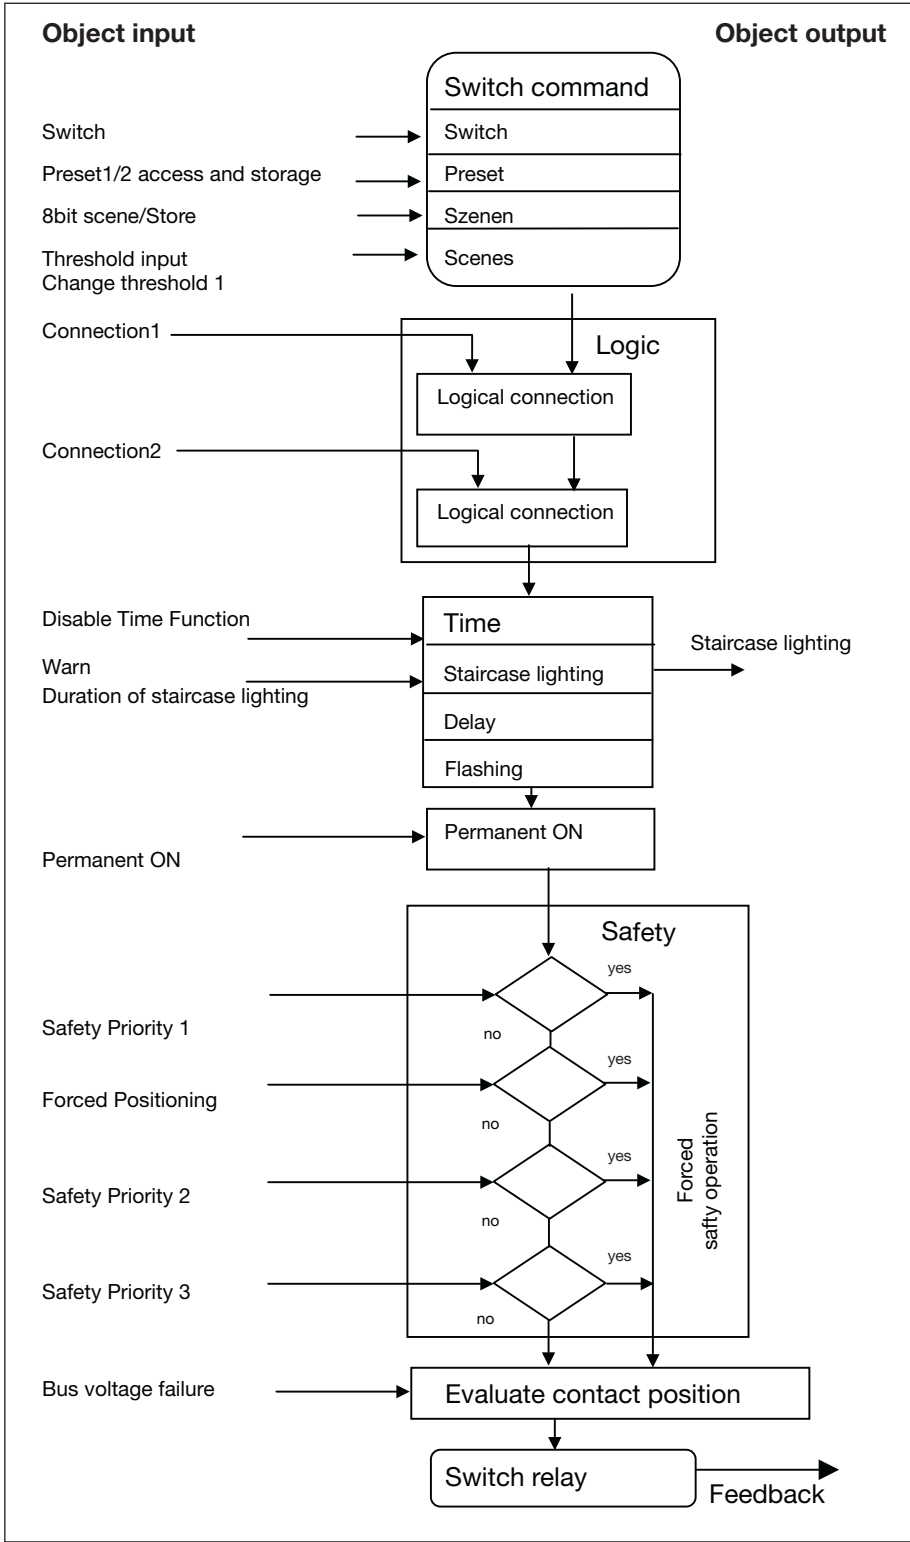 Object input
Object output
Switch command
Switch
Switch
Preset1/2 access and storage
Preset
8bit scene/Store
Szenen
Threshold input
Change threshold 1
Scenes
Connection1
Logic
Logical connection
Connection2
Logical connection
Disable Time Function
Time
Staircase lighting
Warn
Duration of staircase lighting
Staircase lighting
Delay
Flashing
Permanent ON
Permanent ON
Safety
yes
Safety Priority 1
no
yes
Forced Positioning
no
yes
Safety Priority 2
no
Forced
safty operation
yes
Safety Priority 3
no
Bus voltage failure
Evaluate contact position
Switch relay
Feedback